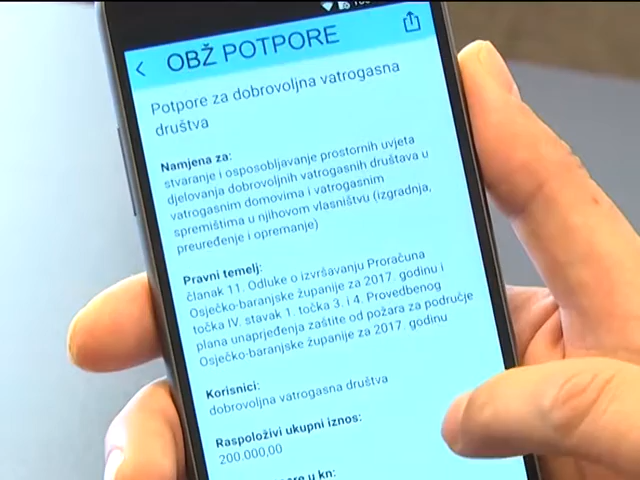 OBŽ POTPORE
Potpore za dobrovoljna vatrogasna
društva
Namjena za:
stvaranje i osposobljavanje prostornih uvjeta
djelovanja dobrovoljnih vatrogasnih društava u
vatrogasnim domovima i vatrogasnim
spremištima u njihovom vlasništvu (izgradnja,
preuređenje i opremanje)
Pravni temelj:
članak 11. Odluke o izvršavanju Proračuna
Osječko-baranjske županije za 2017. godinu i
točka IV. stavak 1. točka 3. i 4. Provedbenog
plana unaprjeđenja zaštite od požara za područje
Osječko-baranjske županije za 2017. godinu
Korisnici:
dobrovoljna vatrogasna društva
Raspoloživi ukupni iznos:
200.000,00
u kn: